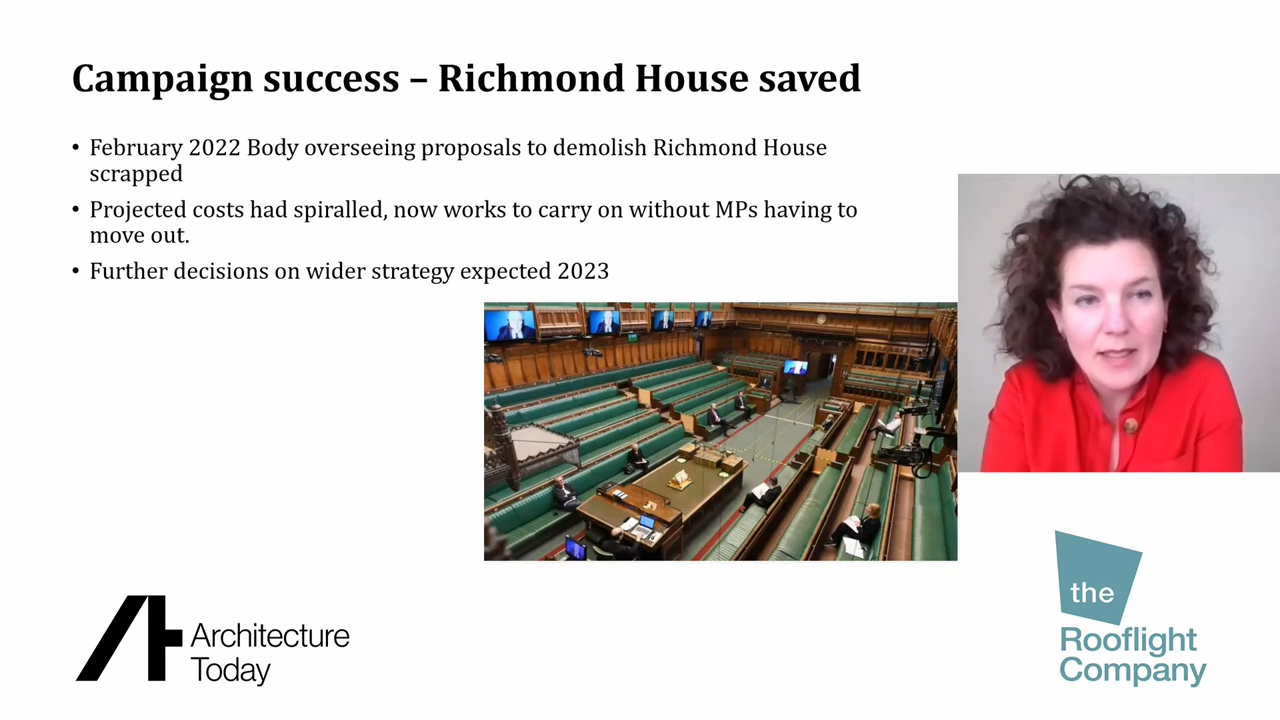 Campaign success – Richmond House saved
• February 2022 Body overseeing proposals to demolish Richmond House
scrapped
• Projected costs had spiralled, now works to carry on without MPs having to
move out.
• Further decisions on wider strategy expected 2023
Architecture
Today
the
Rooflight
Company